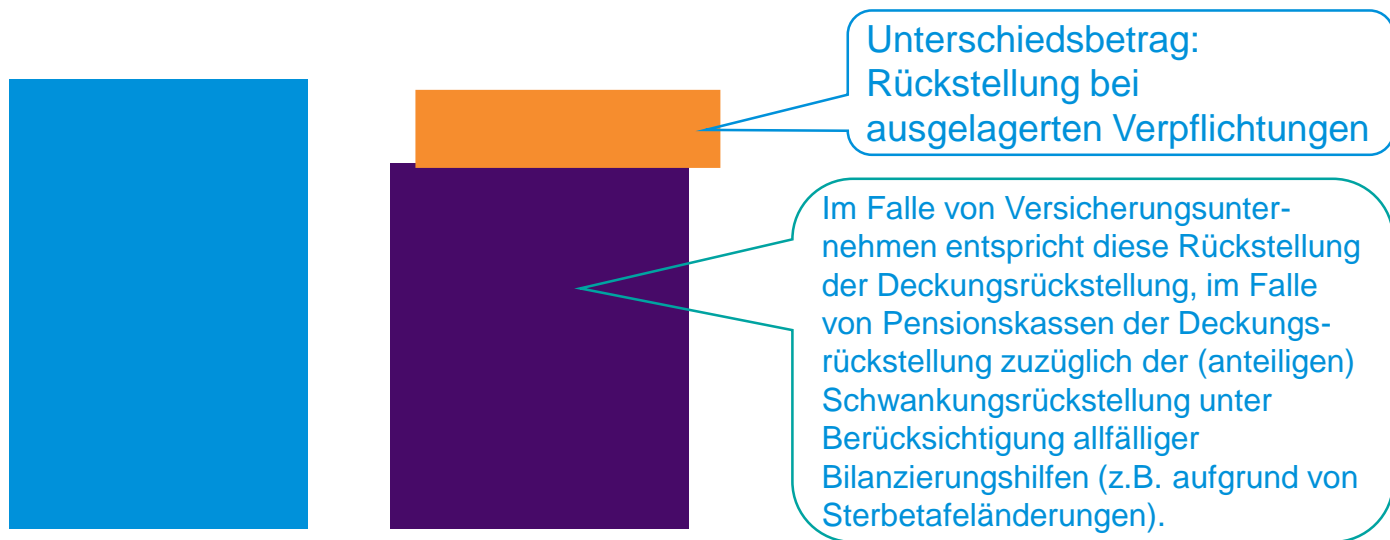 Unterschiedsbetrag:
Rückstellung bei
ausgelagerten Verpflichtungen
Im Falle von Versicherungsunter-
nehmen entspricht diese Rückstellung
der Deckungsrückstellung, im Falle
von Pensionskassen der Deckungs-
rückstellung zuzüglich der (anteiligen)
Schwankungsrückstellung unter
Berücksichtigung allfälliger
Bilanzierungshilfen (z.B. aufgrund von
Sterbetafeländerungen).